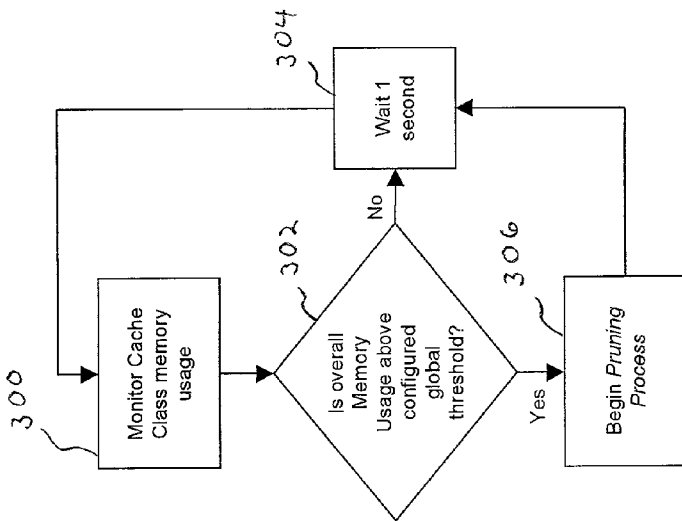 300
Monitor Cache
Class memory
usage
302
Is overall
Memory
Usage above
configured
global
threshold?
No
304
Wait 1
second
Yes
306
Begin Pruning
Process